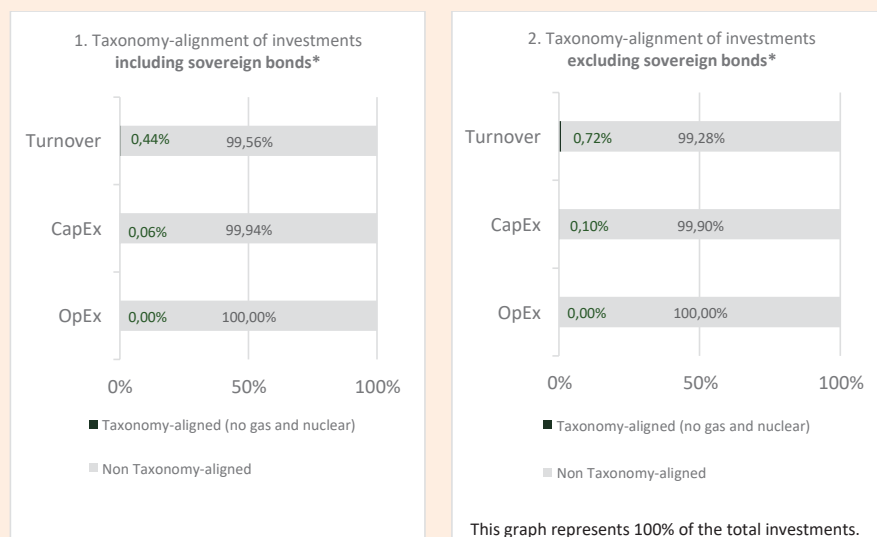 1. Taxonomy-alignment of investments
including sovereign bonds*
Turnover
0,44%
99,56%
CapEx
0,06%
99,94%
OpEx
0,00%
100,00%
0%
50%
100%
Taxonomy-aligned (no gas and nuclear)
Non Taxonomy-aligned
2. Taxonomy-alignment of investments
excluding sovereign bonds*
Turnover
0,72%
99,28%
CapEx
0,10%
99,90%
OpEx
0,00%
100,00%
0%
50%
100%
Taxonomy-aligned (no gas and nuclear)
Non Taxonomy-aligned
This graph represents 100% of the total investments.